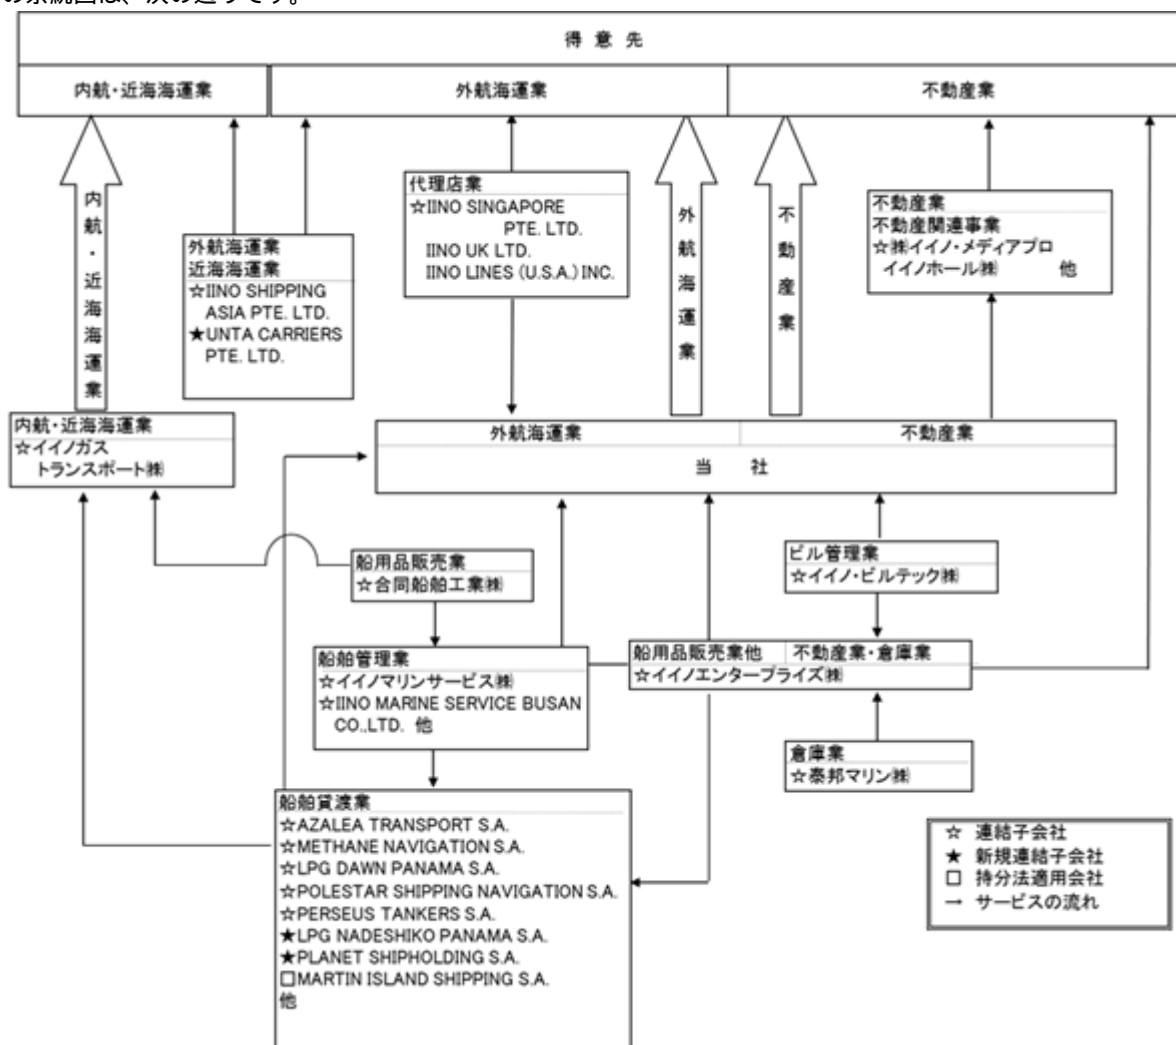 の系統図は、次の通りです。
得 意 先
内航・近海海運業
外航海運業
不動産業
内航・近海海運業
外航海運業
近海海運業
☆IINO SHIPPING
ASIA PTE. LTD.
★UNTA CARRIERS
PTE. LTD.
代理店業
☆IINO SINGAPORE
PTE. LTD.
IINO UK LTD.
IINO LINES (U.S.A.) INC.
外航海運業
不動産業
不動産業
不動産関連事業
☆㈱イイノ・メディアプロ
イイノホール㈱ 他
内航・近海海運業
☆イイノガス
トランスポート㈱
外航海運業
不動産業
当 社
船用品販売業
☆合同船舶工業㈱
ビル管理業
☆イイノ・ビルテック㈱
船舶管理業
☆イイノマリンサービス㈱
☆IINO MARINE SERVICE BUSAN
CO.,LTD. 他
船用品販売業他 不動産業・倉庫業
☆イイノエンタープライズ㈱
倉庫業
☆泰邦マリン㈱
船舶貸渡業
☆AZALEA TRANSPORT S.A.
☆METHANE NAVIGATION S.A.
☆LPG DAWN PANAMA S.A.
☆POLESTAR SHIPPING NAVIGATION S.A.
☆PERSEUS TANKERS S.A.
★LPG NADESHIKO PANAMA S.A.
★PLANET SHIPHOLDING S.A.
□MARTIN ISLAND SHIPPING S.A.
他
☆ 連結子会社
★ 新規連結子会社
□ 持分法適用会社
→ サービスの流れ